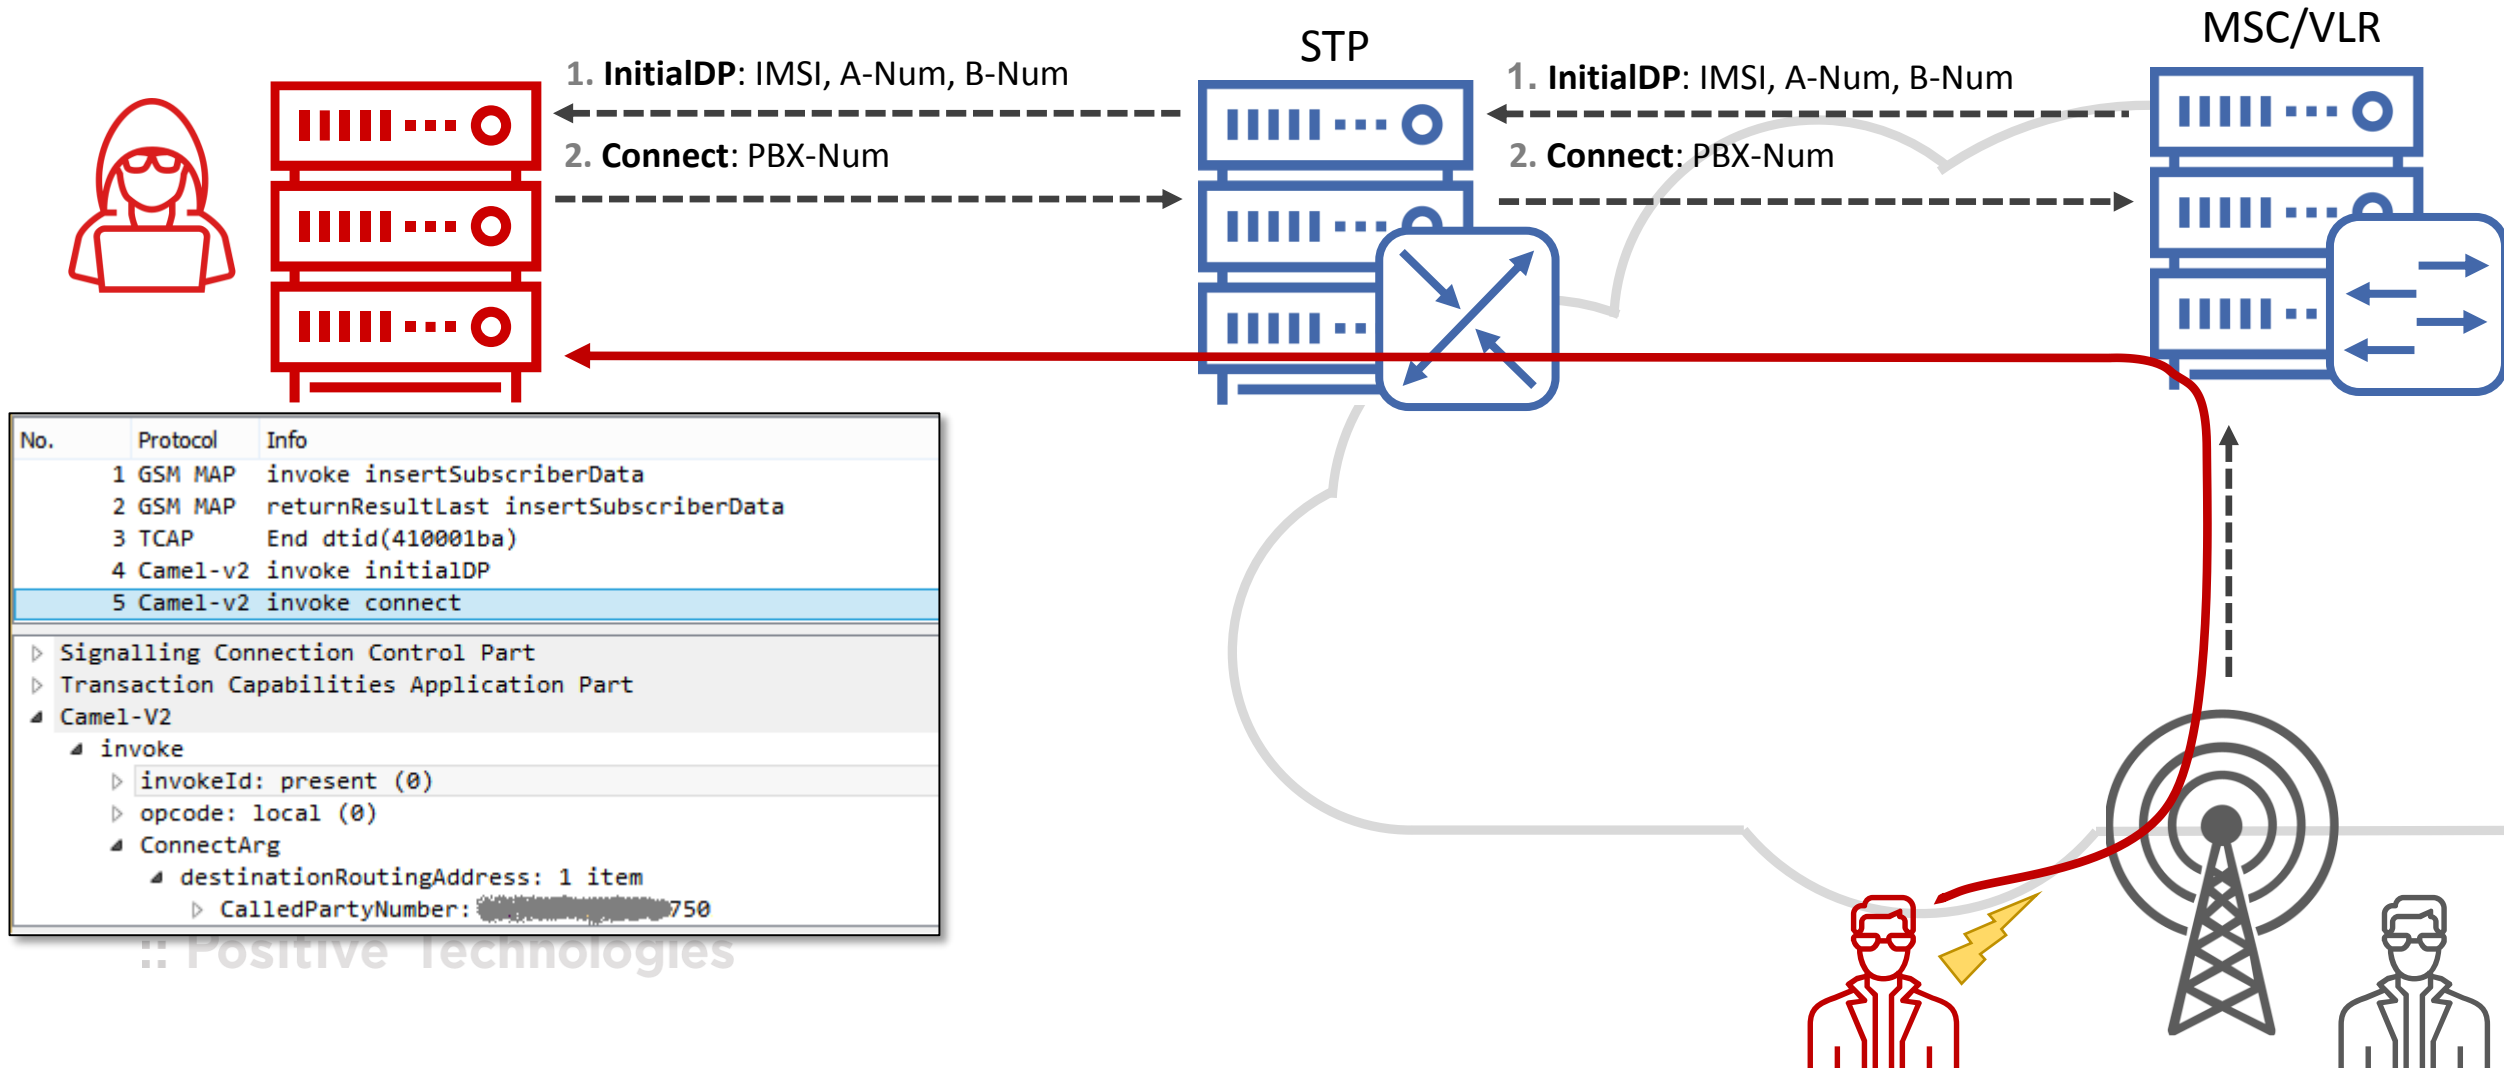 STP
MSC/VLR
1. InitialDP: IMSI, A-Num, B-Num
1. InitialDP: IMSI, A-Num, B-Num
2. Connect: PBX-Num
2. Connect: PBX-Num
No. Protocol Info
1 GSM MAP invoke insertSubscriberData
2 GSM MAP returnResultLast insertSubscriberData
3 TCAP End dtid(410001ba)
4 Camel-v2 invoke initialDP
5 Camel-v2 invoke connect
Signalling Connection Control Part
Transaction Capabilities Application Part
Camel-V2
invoke
invokeId: present (0)
opcode: local (0)
ConnectArg
destinationRoutingAddress: 1 item
CalledPartyNumber: 750
Positive Technologies